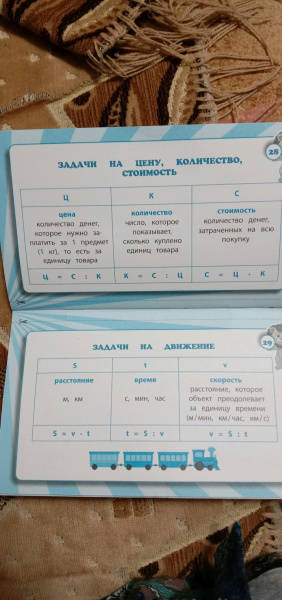 28
ЗАДАЧИ НА ЦЕНУ, КОЛИЧЕСТВО,
СТОИМОСТЬ
Ц К С
цена
количество денег,
которое нужно за-
платить за 1 предмет
(1 кг), то есть за
единицу товара
количество
число, которое
показывает,
сколько куплено
единиц товара
стоимость
количество денег,
затраченных на всю
покупку
Ц = С : К К = С : Ц С = Ц · К
29
ЗАДАЧИ НА ДВИЖЕНИЕ
S t v
расстояние
м, км
время
с, мин, час
скорость
расстояние, которое
объект преодолевает
за единицу времени
(м/мин, км/час, км/с)
S = v · t t = S : v v = S : t